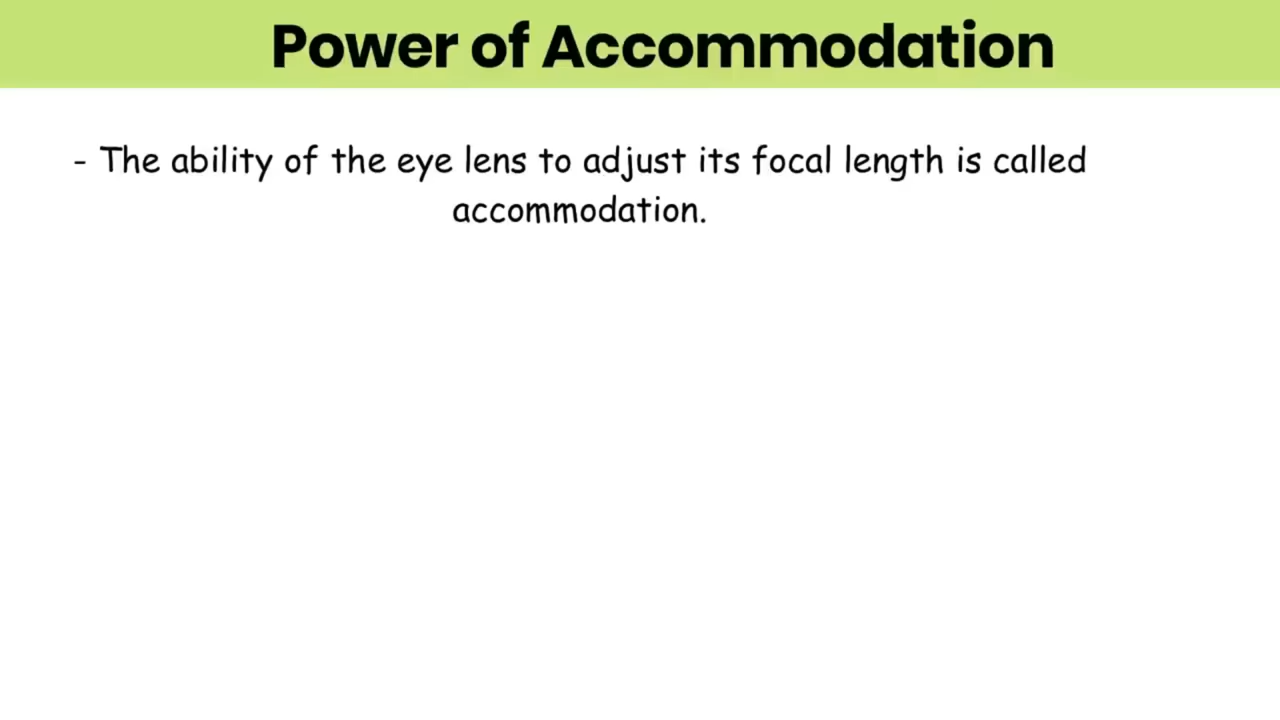 Power of Accommodation
- The ability of the eye lens to adjust its focal length is called
accommodation.